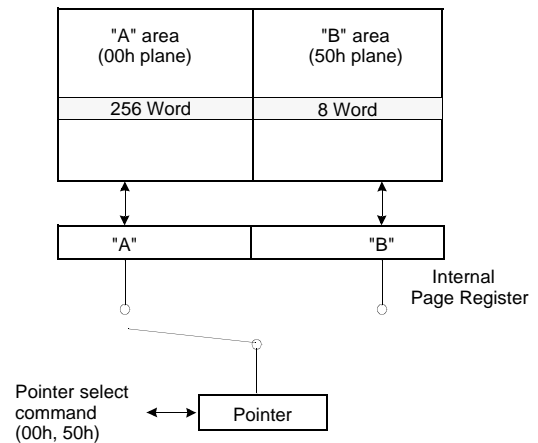 "A" area
(00h plane)
"B" area
(50h plane)
256 Word
8 Word
"A"
"B"
Internal
Page Register
Pointer select
command
(00h, 50h)
Pointer